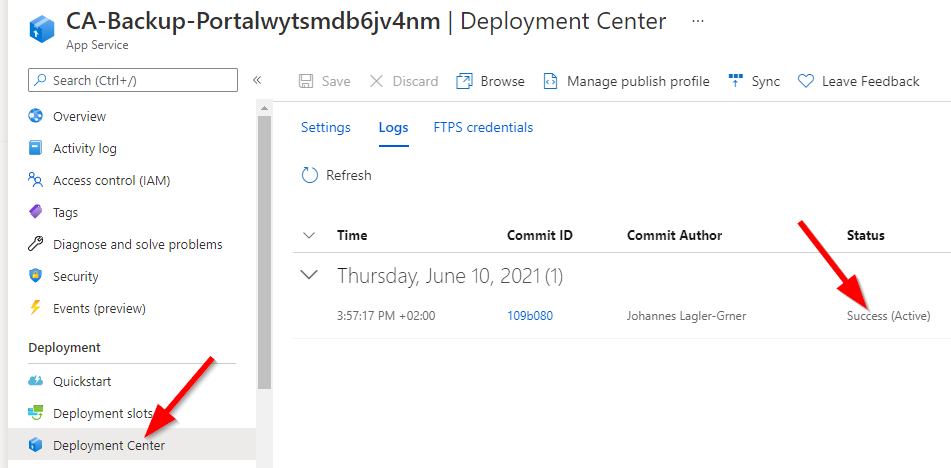 CA-Backup-Portalwytsmdb6jv4nm | Deployment Center ...
App Service
Search (Ctrl+/)
«
Overview
Activity log
Access control (IAM)
Tags
Diagnose and solve problems
Security
Events (preview)
Deployment
Quickstart
Deployment slots
Deployment Center
Save Discard Browse Manage publish profile Sync Leave Feedback
Settings Logs FTPS credentials
Refresh
Time Commit ID Commit Author Status
Thursday, June 10, 2021 (1)
3:57:17 PM +02:00 109b080 Johannes Lagler-Grner Success (Active)